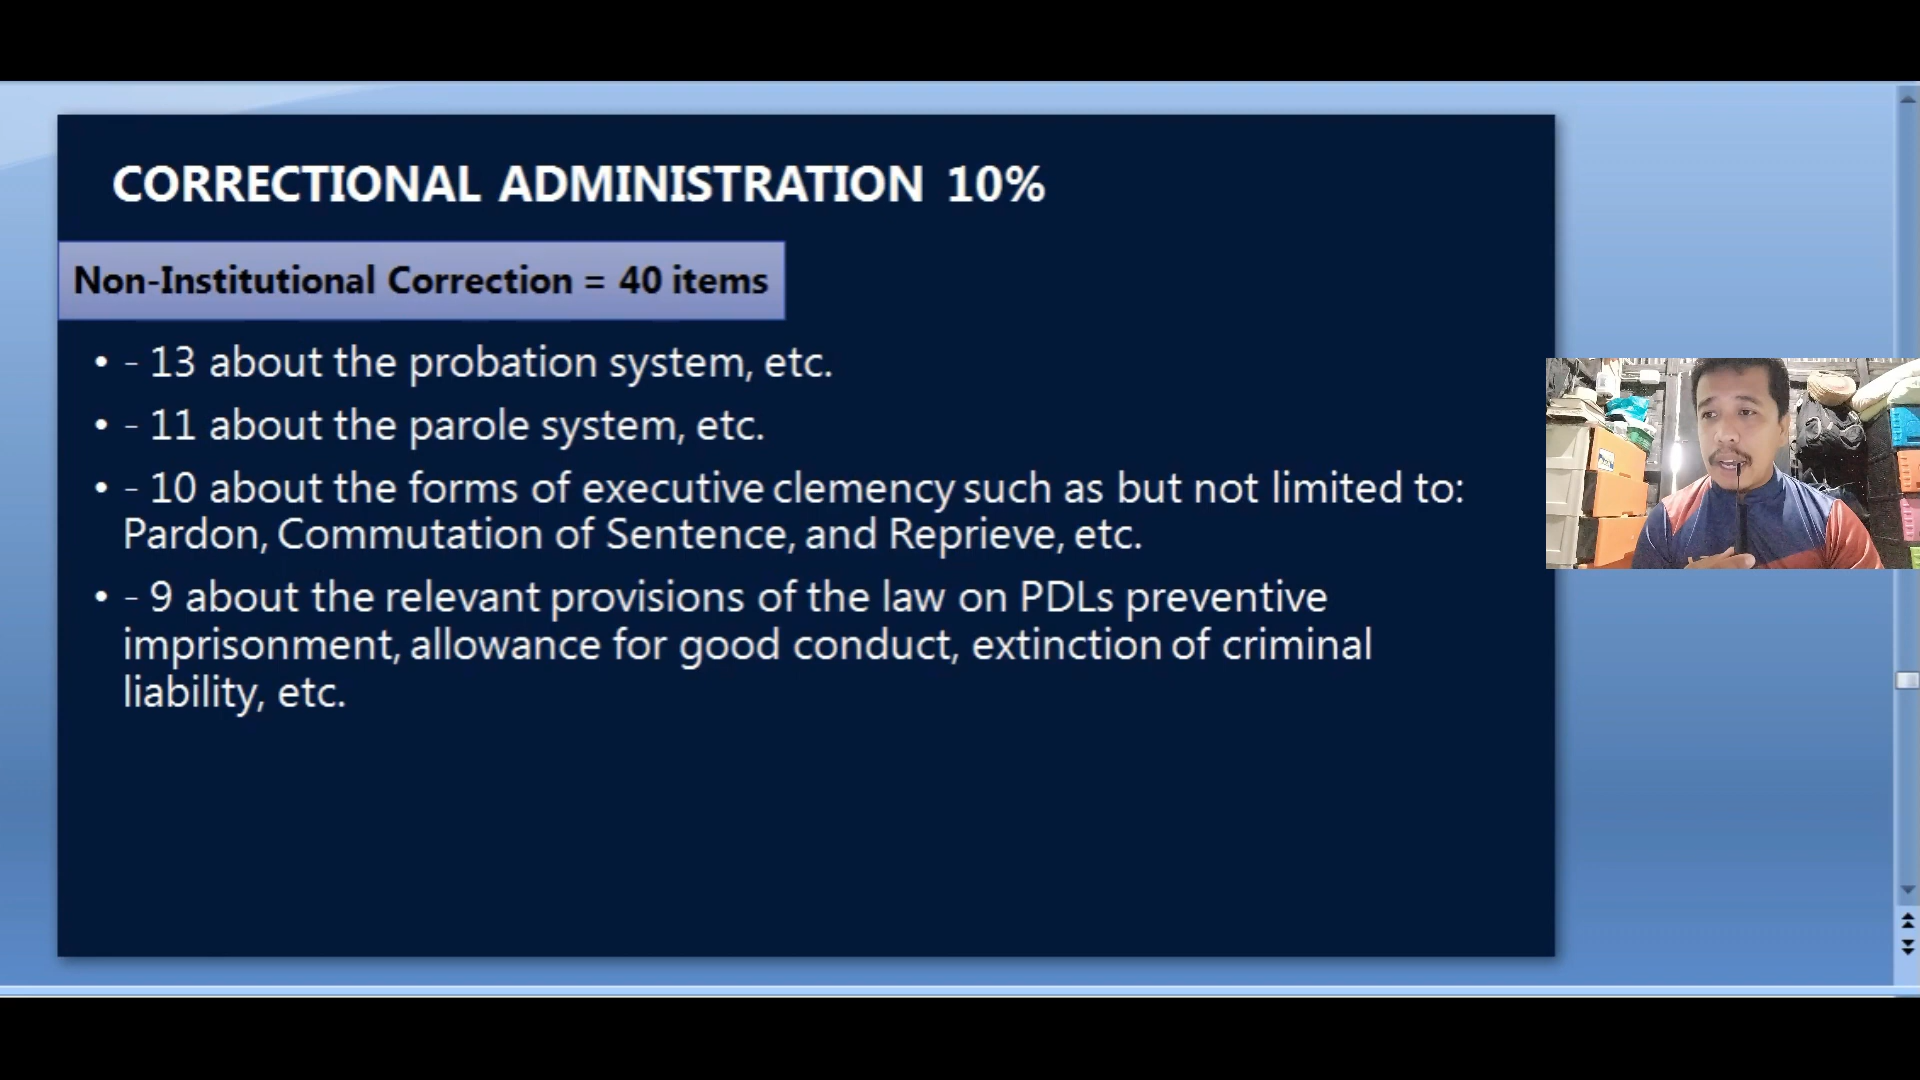 CORRECTIONAL ADMINISTRATION 10%
Non-Institutional Correction = 40 items
• - 13 about the probation system, etc.
• - 11 about the parole system, etc.
• - 10 about the forms of executive clemency such as but not limited to:
Pardon, Commutation of Sentence, and Reprieve, etc.
• - 9 about the relevant provisions of the law on PDLs preventive
imprisonment, allowance for good conduct, extinction of criminal
liability, etc.